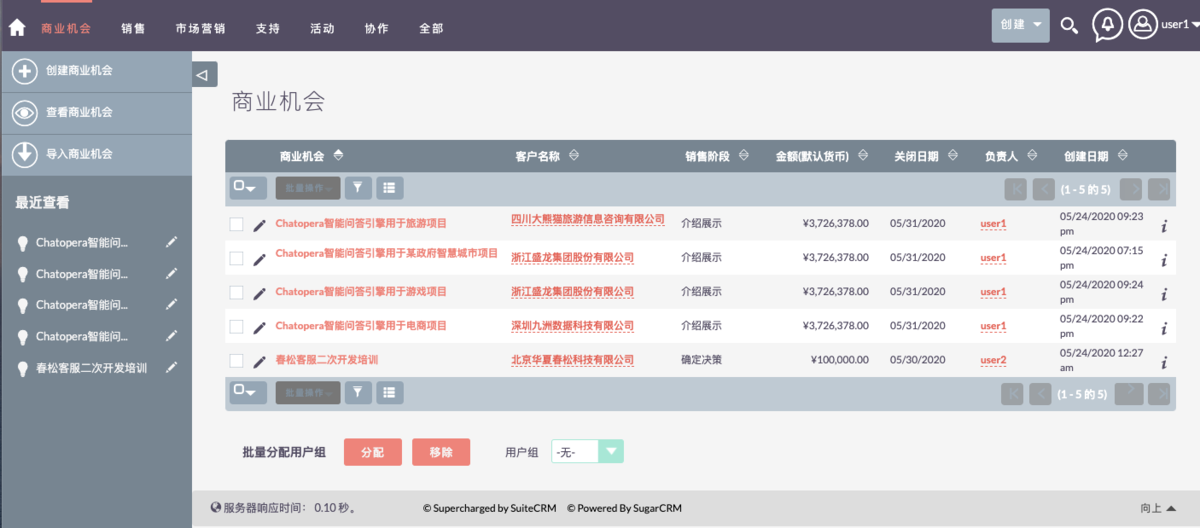 商业机会 销售 市场营销 支持 活动 协作 全部 创建 user1
创建商业机会
查看商业机会
导入商业机会
最近查看
Chatopera智能问...
Chatopera智能问...
Chatopera智能问...
Chatopera智能问...
春松客服二次开发培训
商业机会
商业机会 客户名称 销售阶段 金额(默认货币) 关闭日期 负责人 创建日期
批量操作 (1 - 5 的 5)
Chatopera智能问答引擎用于旅游项目 四川大熊猫旅游信息咨询有限公司 介绍展示 ¥3,726,378.00 05/31/2020 user1 05/24/2020 09:23
pm
Chatopera智能问答引擎用于某政府智慧城市项目 浙江盛龙集团股份有限公司 介绍展示 ¥3,726,378.00 05/31/2020 user1 05/24/2020 07:15
pm
Chatopera智能问答引擎用于游戏项目 浙江盛龙集团股份有限公司 介绍展示 ¥3,726,378.00 05/31/2020 user1 05/24/2020 09:24
pm
Chatopera智能问答引擎用于电商项目 深圳九洲数据科技有限公司 介绍展示 ¥3,726,378.00 05/31/2020 user1 05/24/2020 09:22
pm
春松客服二次开发培训 北京华夏春松科技有限公司 确定决策 ¥100,000.00 05/30/2020 user2 05/24/2020 12:27
am
批量操作 (1 - 5 的 5)
批量分配用户组 分配 移除 用户组 -无-
服务器响应时间： 0.10 秒。 © Supercharged by SuiteCRM © Powered By SugarCRM 向上